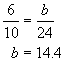 6/10 = b/24
b = 14.4